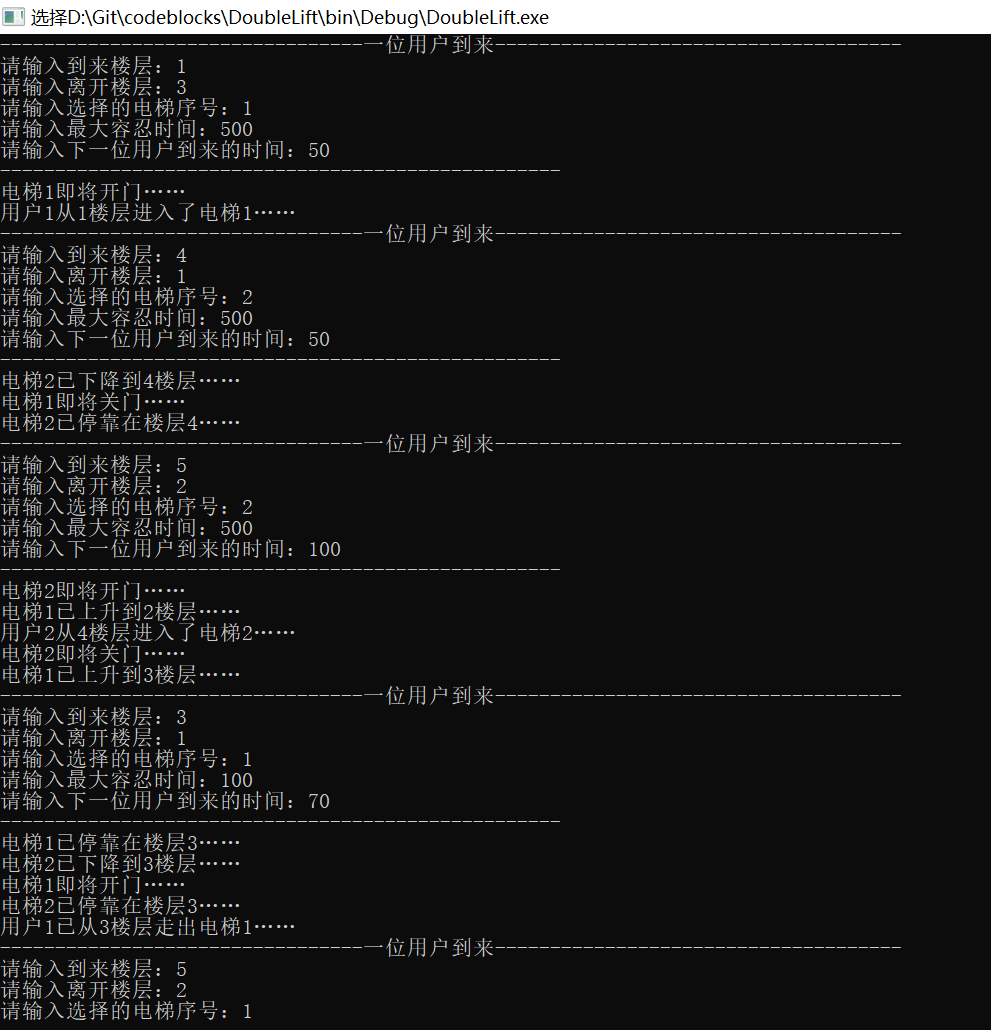 选择D:\Git\codeblocks\DoubleLift\bin\Debug\DoubleLift.exe
---------------------------------一位用户到来-------------------------------------
请输入到来楼层：1
请输入离开楼层：3
请输入选择的电梯序号：1
请输入最大容忍时间：500
请输入下一位用户到来的时间：50
---------------------------------------------------
电梯1即将开门……
用户1从1楼层进入了电梯1……
---------------------------------一位用户到来-------------------------------------
请输入到来楼层：4
请输入离开楼层：1
请输入选择的电梯序号：2
请输入最大容忍时间：500
请输入下一位用户到来的时间：50
---------------------------------------------------
电梯2已下降到4楼层……
电梯1即将关门……
电梯2已停靠在楼层4……
---------------------------------一位用户到来-------------------------------------
请输入到来楼层：5
请输入离开楼层：2
请输入选择的电梯序号：2
请输入最大容忍时间：500
请输入下一位用户到来的时间：100
---------------------------------------------------
电梯2即将开门……
电梯1已上升到2楼层……
用户2从4楼层进入了电梯2……
电梯2即将关门……
电梯1已上升到3楼层……
---------------------------------一位用户到来-------------------------------------
请输入到来楼层：3
请输入离开楼层：1
请输入选择的电梯序号：1
请输入最大容忍时间：100
请输入下一位用户到来的时间：70
---------------------------------------------------
电梯1已停靠在楼层3……
电梯2已下降到3楼层……
电梯1即将开门……
电梯2已停靠在楼层3……
用户1已从3楼层走出电梯1……
---------------------------------一位用户到来-------------------------------------
请输入到来楼层：5
请输入离开楼层：2
请输入选择的电梯序号：1